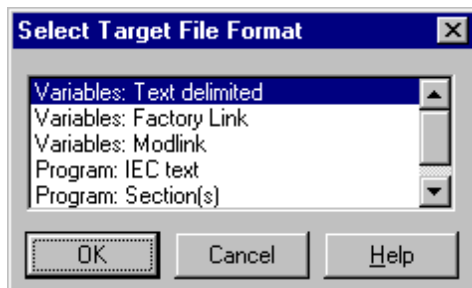 Select Target File Format
Variables: Text delimited
Variables: Factory Link
Variables: Modlink
Program: IEC text
Program: Section(s)
OK Cancel Help